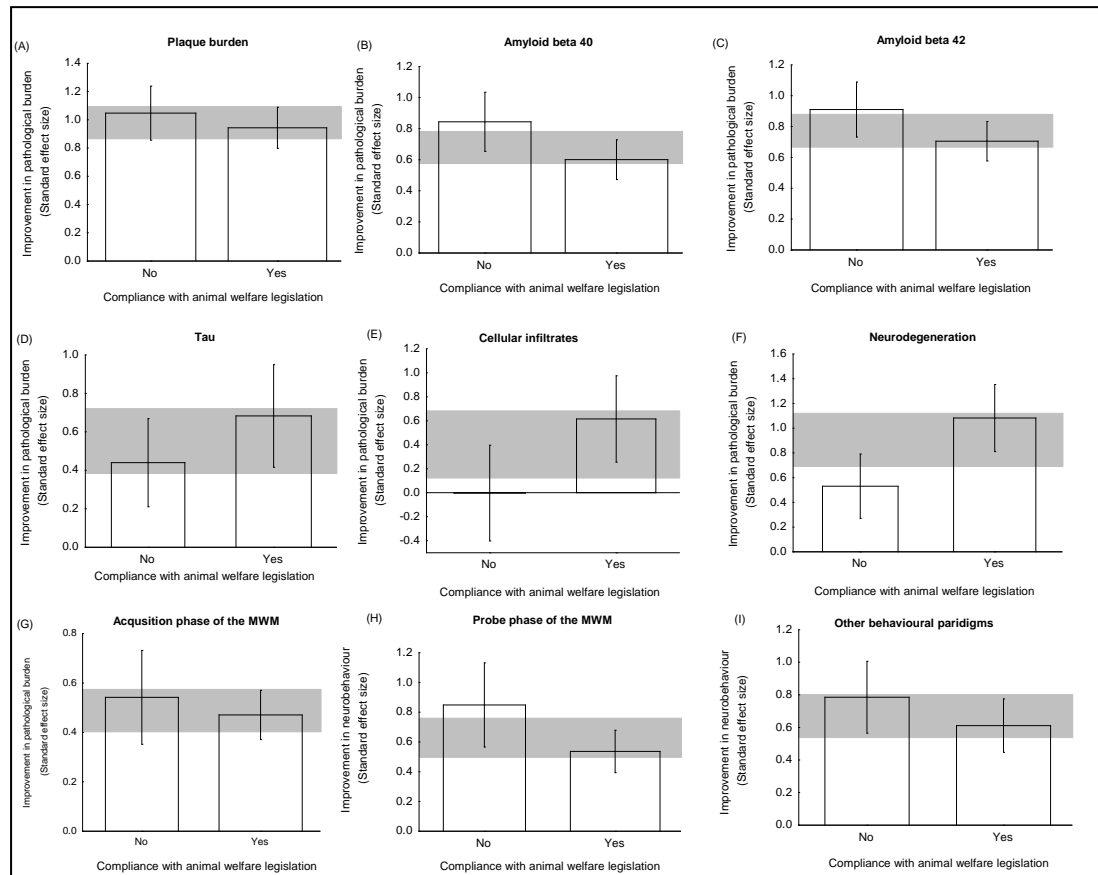 (A)
Plaque burden
Improvement in pathological burden
(Standard effect size)
1.4
1.2
1.0
0.8
0.6
0.4
0.2
0.0
No Yes
Compliance with animal welfare legislation
(B)
Amyloid beta 40
Improvement in pathological burden
(Standard effect size)
1.2
1.0
0.8
0.6
0.4
0.2
0.0
No Yes
Compliance with animal welfare legislation
(C)
Amyloid beta 42
Improvement in pathological burden
(Standard effect size)
1.2
1.0
0.8
0.6
0.4
0.2
0.0
No Yes
Compliance with animal welfare legislation
(D)
Tau
Improvement in pathological burden
(Standard effect size)
1.0
0.8
0.6
0.4
0.2
0.0
No Yes
Compliance with animal welfare legislation
(E)
Cellular infiltrates
Improvement in pathological burden
(Standard effect size)
1.2
1.0
0.8
0.6
0.4
0.2
0.0
-0.2
-0.4
No Yes
Compliance with animal welfare legislation
(F)
Neurodegeneration
Improvement in pathological burden
(Standard effect size)
1.6
1.4
1.2
1.0
0.8
0.6
0.4
0.2
0.0
No Yes
Compliance with animal welfare legislation
(G)
Acqusition phase of the MWM
Improvement in pathological burden
(Standard effect size)
0.8
0.6
0.4
0.2
0.0
No Yes
Compliance with animal welfare legislation
(H)
Probe phase of the MWM
Improvement in neurobehaviour
(Standard effect size)
1.2
1.0
0.8
0.6
0.4
0.2
0.0
No Yes
Compliance with animal welfare legislation
(I)
Other behavioural paridigms
Improvement in neurobehaviour
(Standard effect size)
1.2
1.0
0.8
0.6
0.4
0.2
0.0
No Yes
Compliance with animal welfare legislation